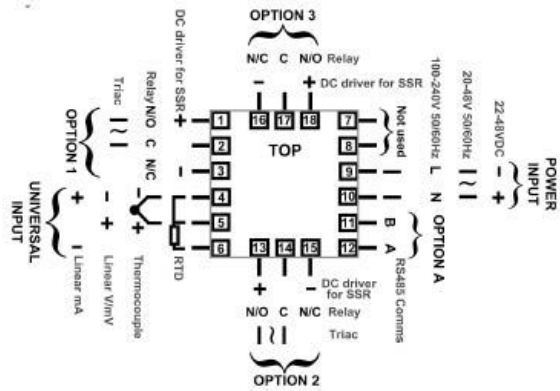 OPTION 3
N/C C N/O Relay
− + DC driver for SSR
16 17 18
TOP
1
2
3
4
5
6
7
8
9
10
11
12
13 14 15
+ − DC driver for SSR
N/O C N/C Relay
Triac
OPTION 2
DC driver for SSR + −
Relay N/O C N/C
Triac
OPTION 1
RTD
Thermocouple − +
Linear V/mV − +
Linear mA + −
UNIVERSAL INPUT
Not used
100-240V 50/60Hz L N
20-48V 50/60Hz
22-48VDC − +
POWER INPUT
B A
OPTION A
RS485 Comms